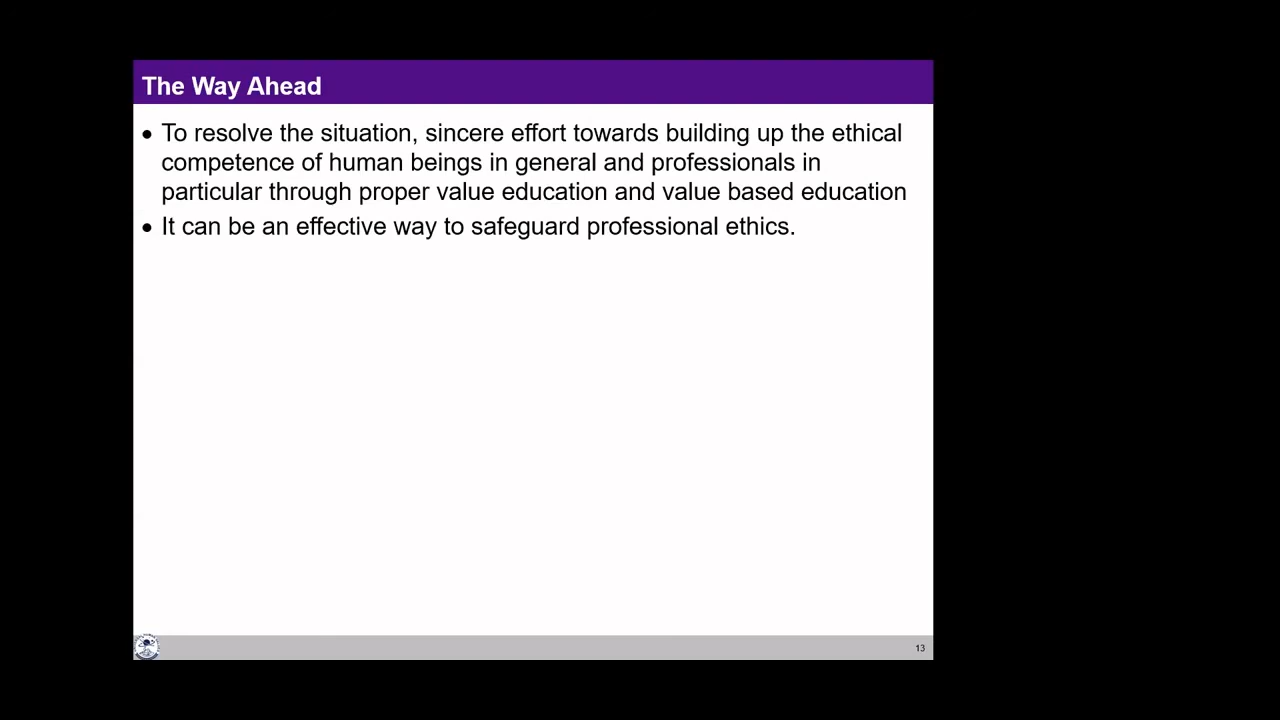 The Way Ahead
• To resolve the situation, sincere effort towards building up the ethical
competence of human beings in general and professionals in
particular through proper value education and value based education
• It can be an effective way to safeguard professional ethics.
13